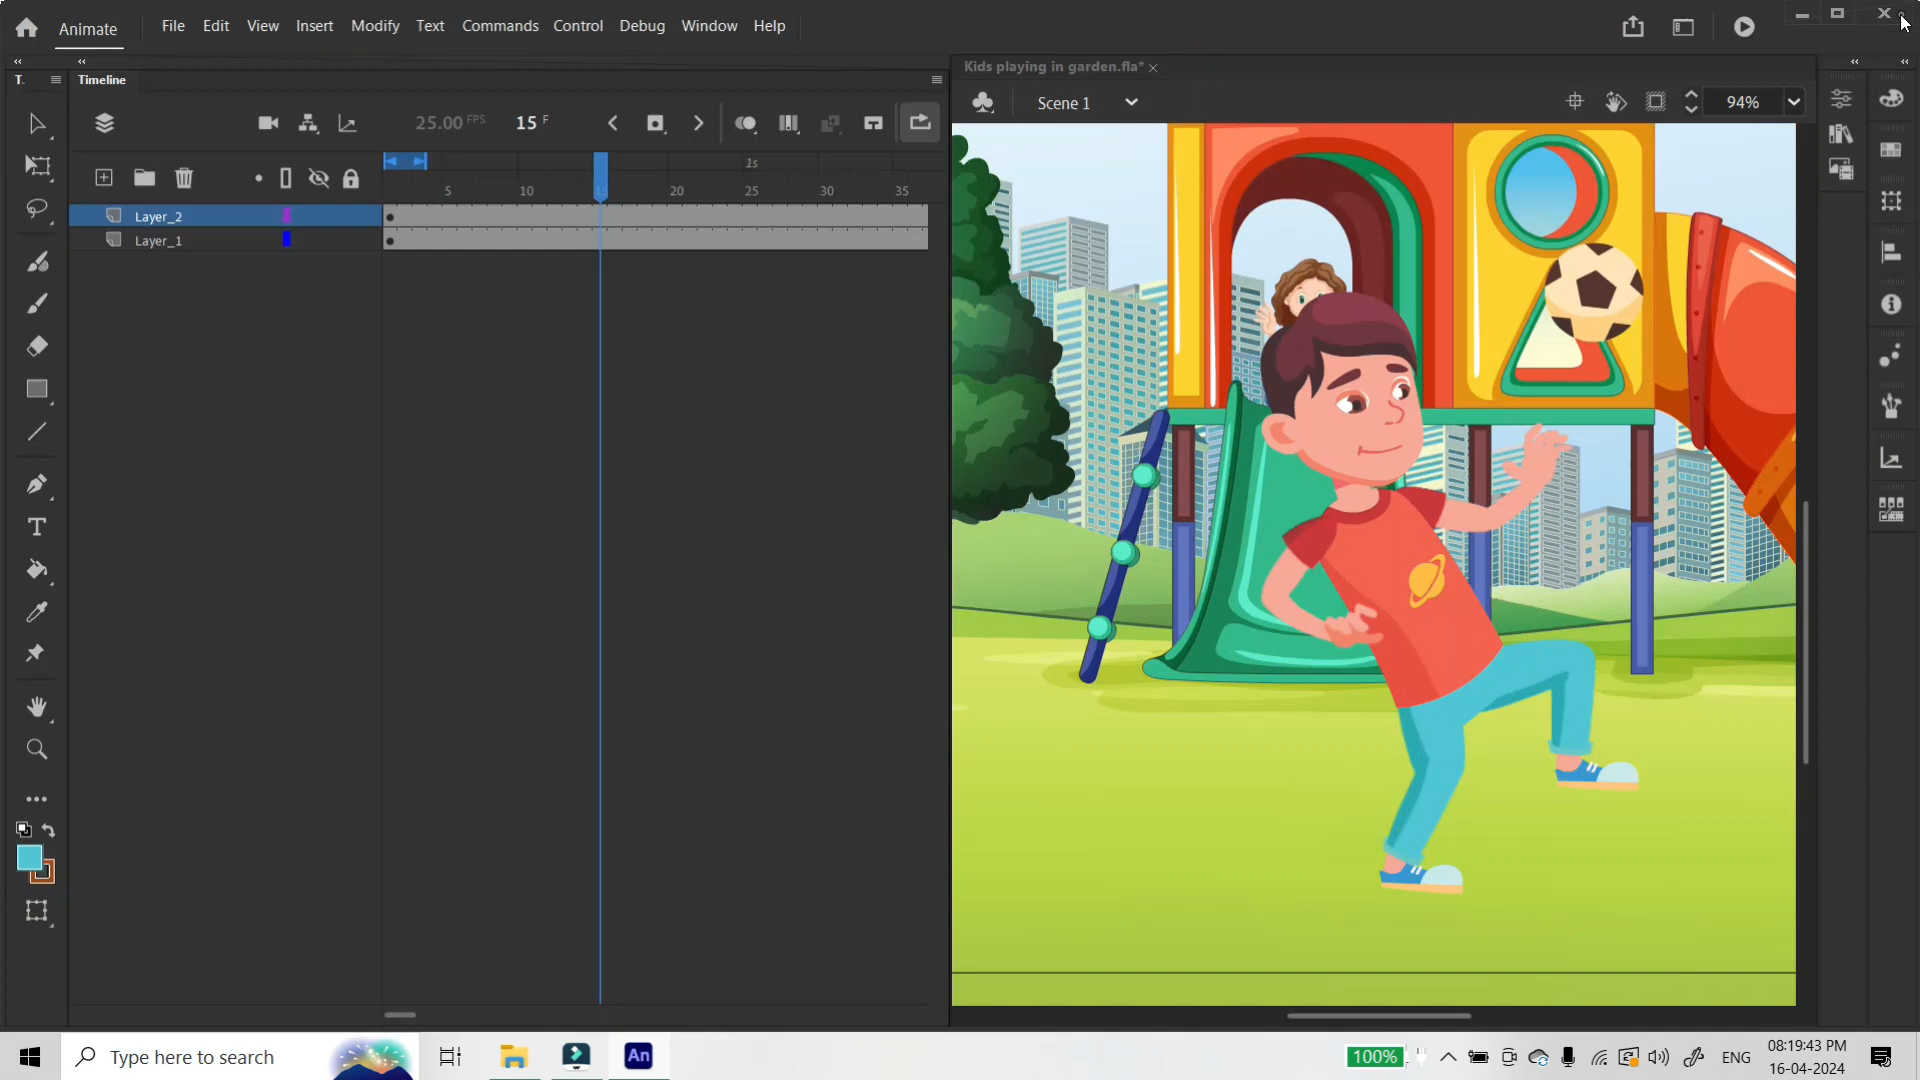 Animate File Edit View Insert Modify Text Commands Control Debug Window Help
T. Timeline Kids playing in garden.fla*
25.00 FPS 15 F Scene 1 94%
1s
5 10 15 20 25 30 35
Layer_2
Layer_1
T
Type here to search An 100% ENG 08:19:43 PM
16-04-2024